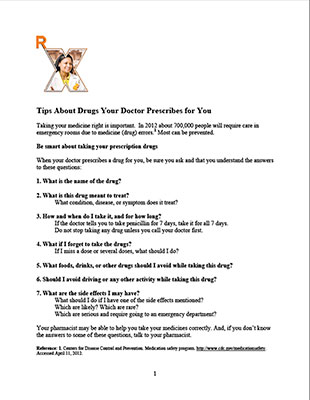 R
X
Tips About Drugs Your Doctor Prescribes for You
Taking your medicine right is important. In 2012 about 700,000 people will require care in
emergency rooms due to medicine (drug) errors.1 Most can be prevented.
Be smart about taking your prescription drugs
When your doctor prescribes a drug for you, be sure you ask and that you understand the answers
to these questions:
1. What is the name of the drug?
2. What is this drug meant to treat?
What condition, disease, or symptom does it treat?
3. How and when do I take it, and for how long?
If the doctor tells you to take penicillin for 7 days, take it for all 7 days.
Do not stop taking any drug unless you call your doctor first.
4. What if I forget to take the drugs?
If I miss a dose or several doses, what should I do?
5. What foods, drinks, or other drugs should I avoid while taking this drug?
6. Should I avoid driving or any other activity while taking this drug?
7. What are the side effects I may have?
What should I do if I have one of the side effects mentioned?
Which are likely? Which are rare?
Which are serious and require going to an emergency department?
Your pharmacist may be able to help you take your medicines correctly. And, if you don't know
the answers to some of these questions, talk to your pharmacist.
Reference: 1. Centers for Disease Control and Prevention. Medication safety program. http://www.cdc.gov/medicationsafety
Accessed April 11, 2012.
1